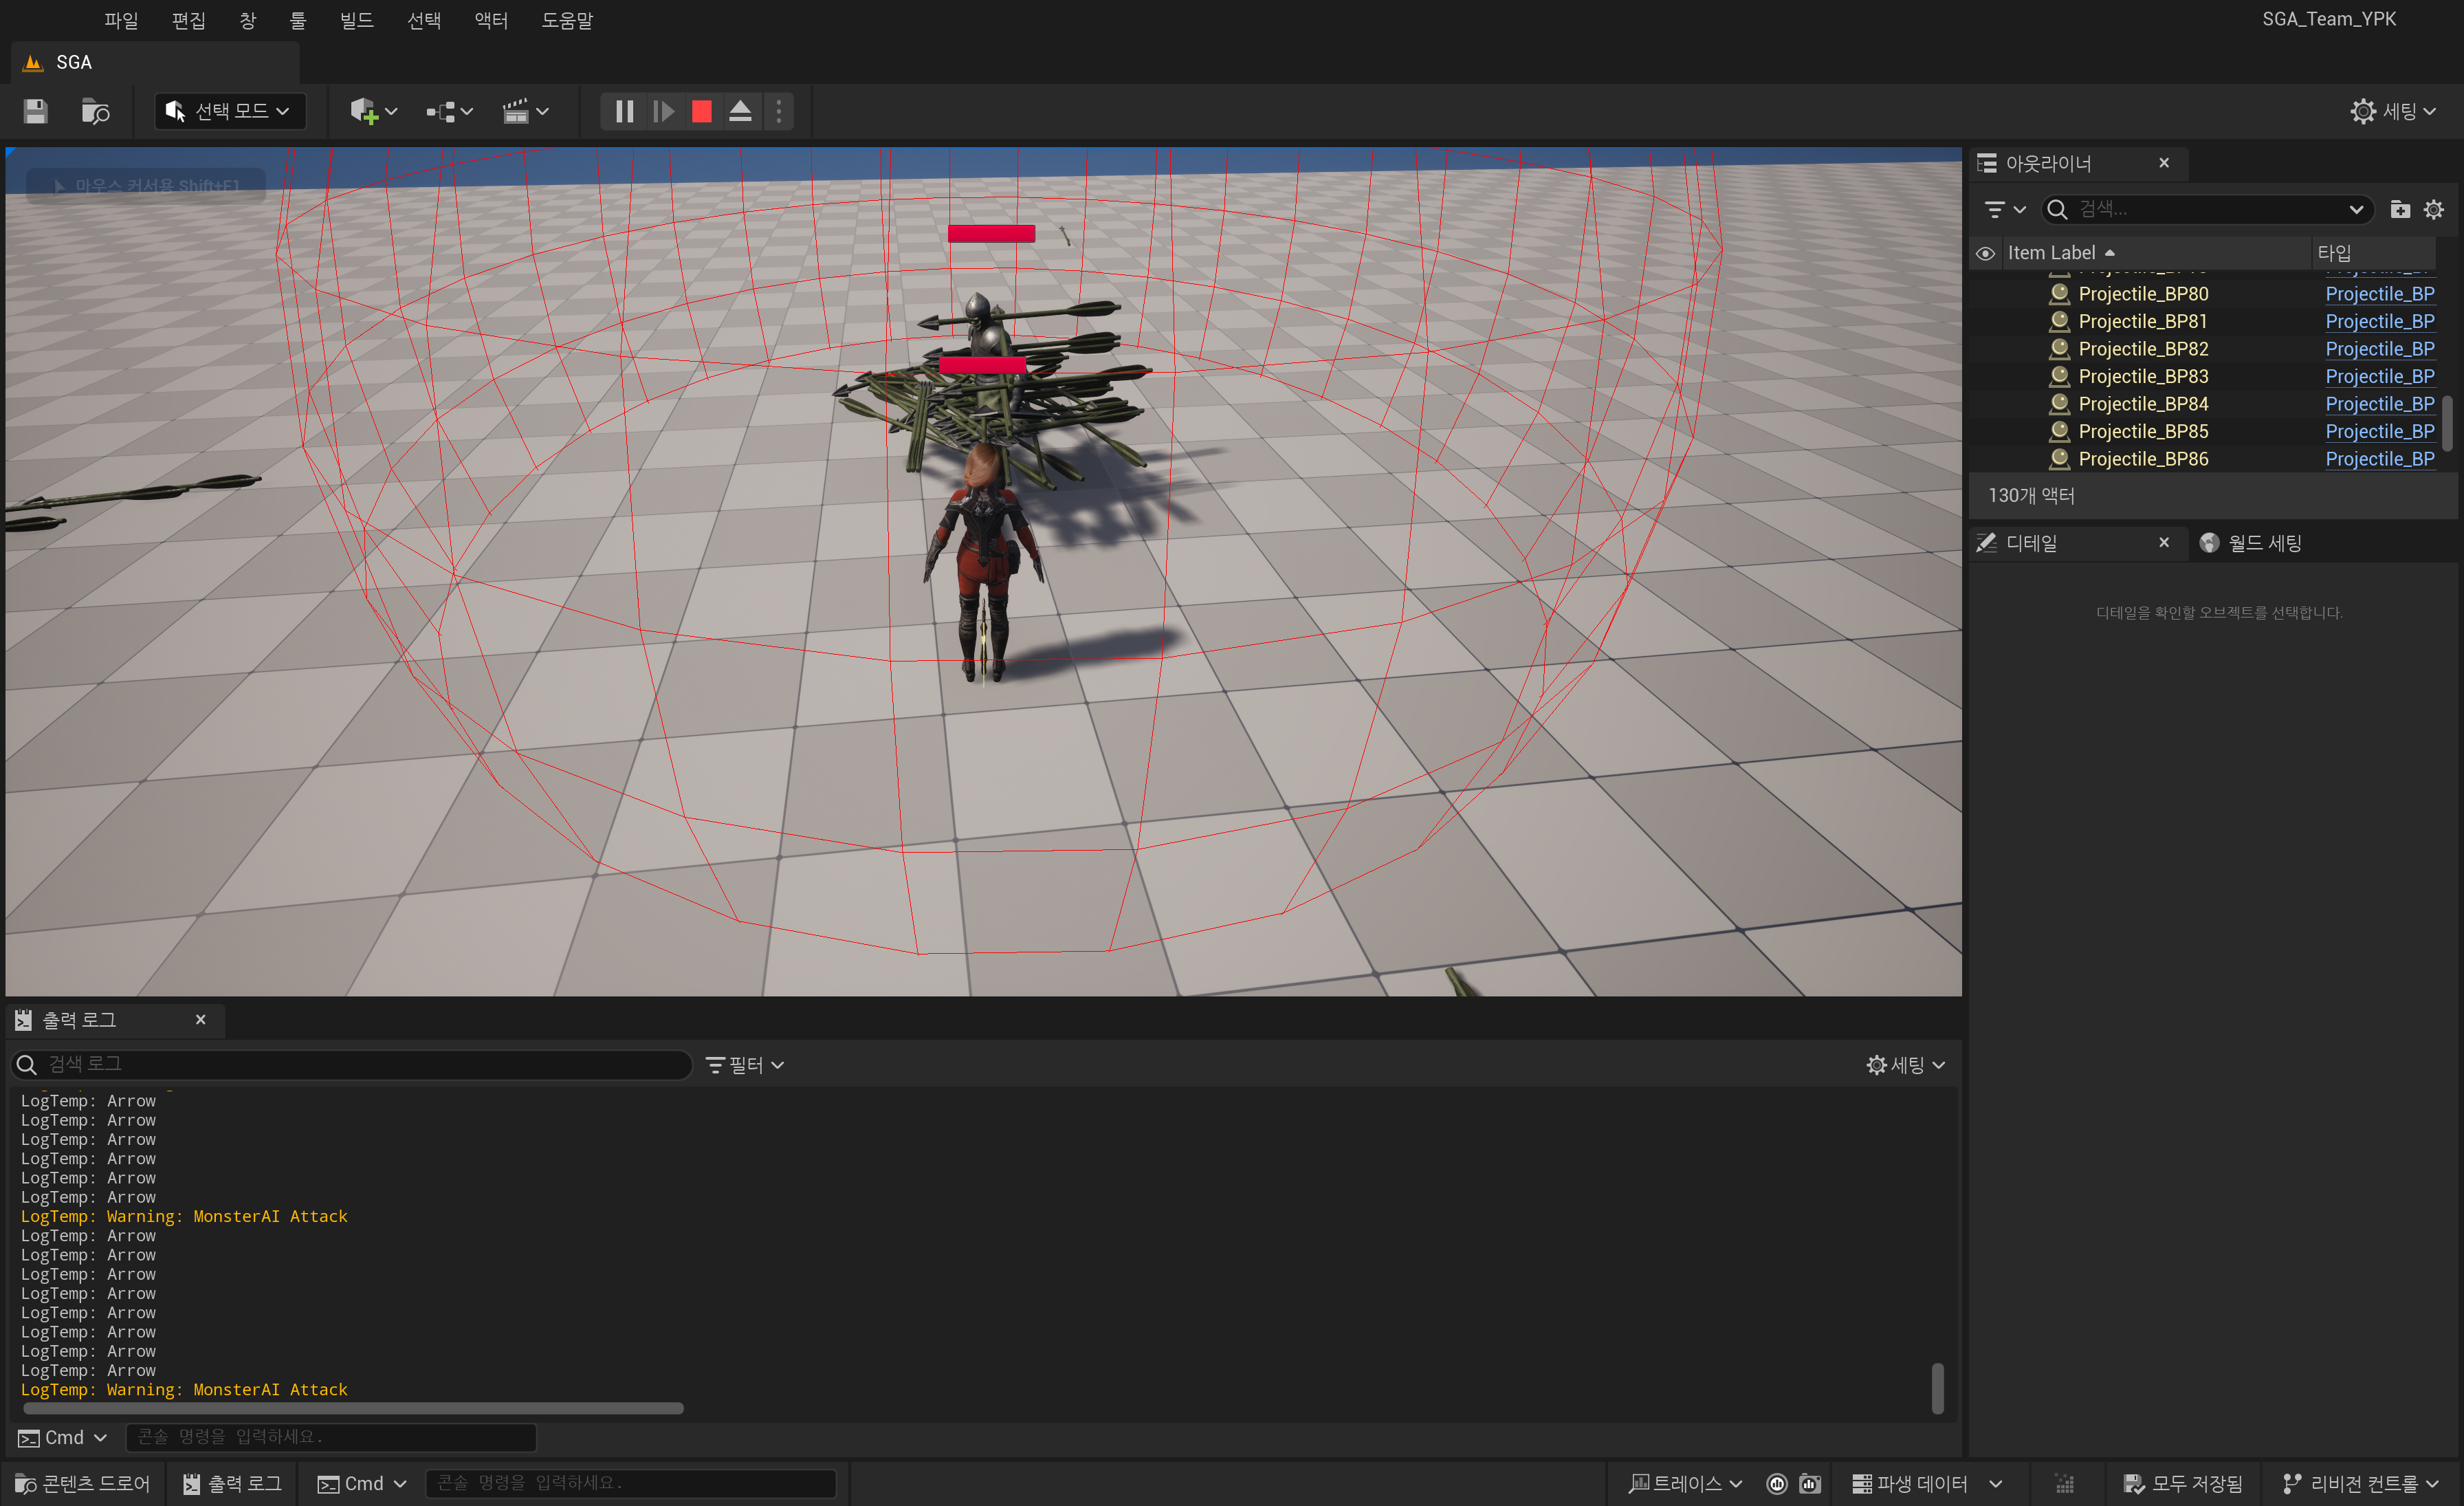 파일 편집 창 툴 빌드 선택 액터 도움말
SGA_Team_YPK
SGA
선택 모드
세팅
마우스 커서용 Shift+F1
아웃라이너
검색...
Item Label 타입
Projectile_BP80 Projectile_BP
Projectile_BP81 Projectile_BP
Projectile_BP82 Projectile_BP
Projectile_BP83 Projectile_BP
Projectile_BP84 Projectile_BP
Projectile_BP85 Projectile_BP
Projectile_BP86 Projectile_BP
130개 액터
디테일
월드 세팅
디테일을 확인할 오브젝트를 선택합니다.
출력 로그
검색 로그
필터
세팅
LogTemp: Arrow
LogTemp: Arrow
LogTemp: Arrow
LogTemp: Arrow
LogTemp: Arrow
LogTemp: Arrow
LogTemp: Warning: MonsterAI Attack
LogTemp: Arrow
LogTemp: Arrow
LogTemp: Arrow
LogTemp: Arrow
LogTemp: Arrow
LogTemp: Arrow
LogTemp: Arrow
LogTemp: Arrow
LogTemp: Warning: MonsterAI Attack
Cmd 콘솔 명령을 입력하세요.
콘텐츠 드로어 출력 로그 Cmd 콘솔 명령을 입력하세요. 트레이스 파생 데이터 모두 저장됨 리비전 컨트롤